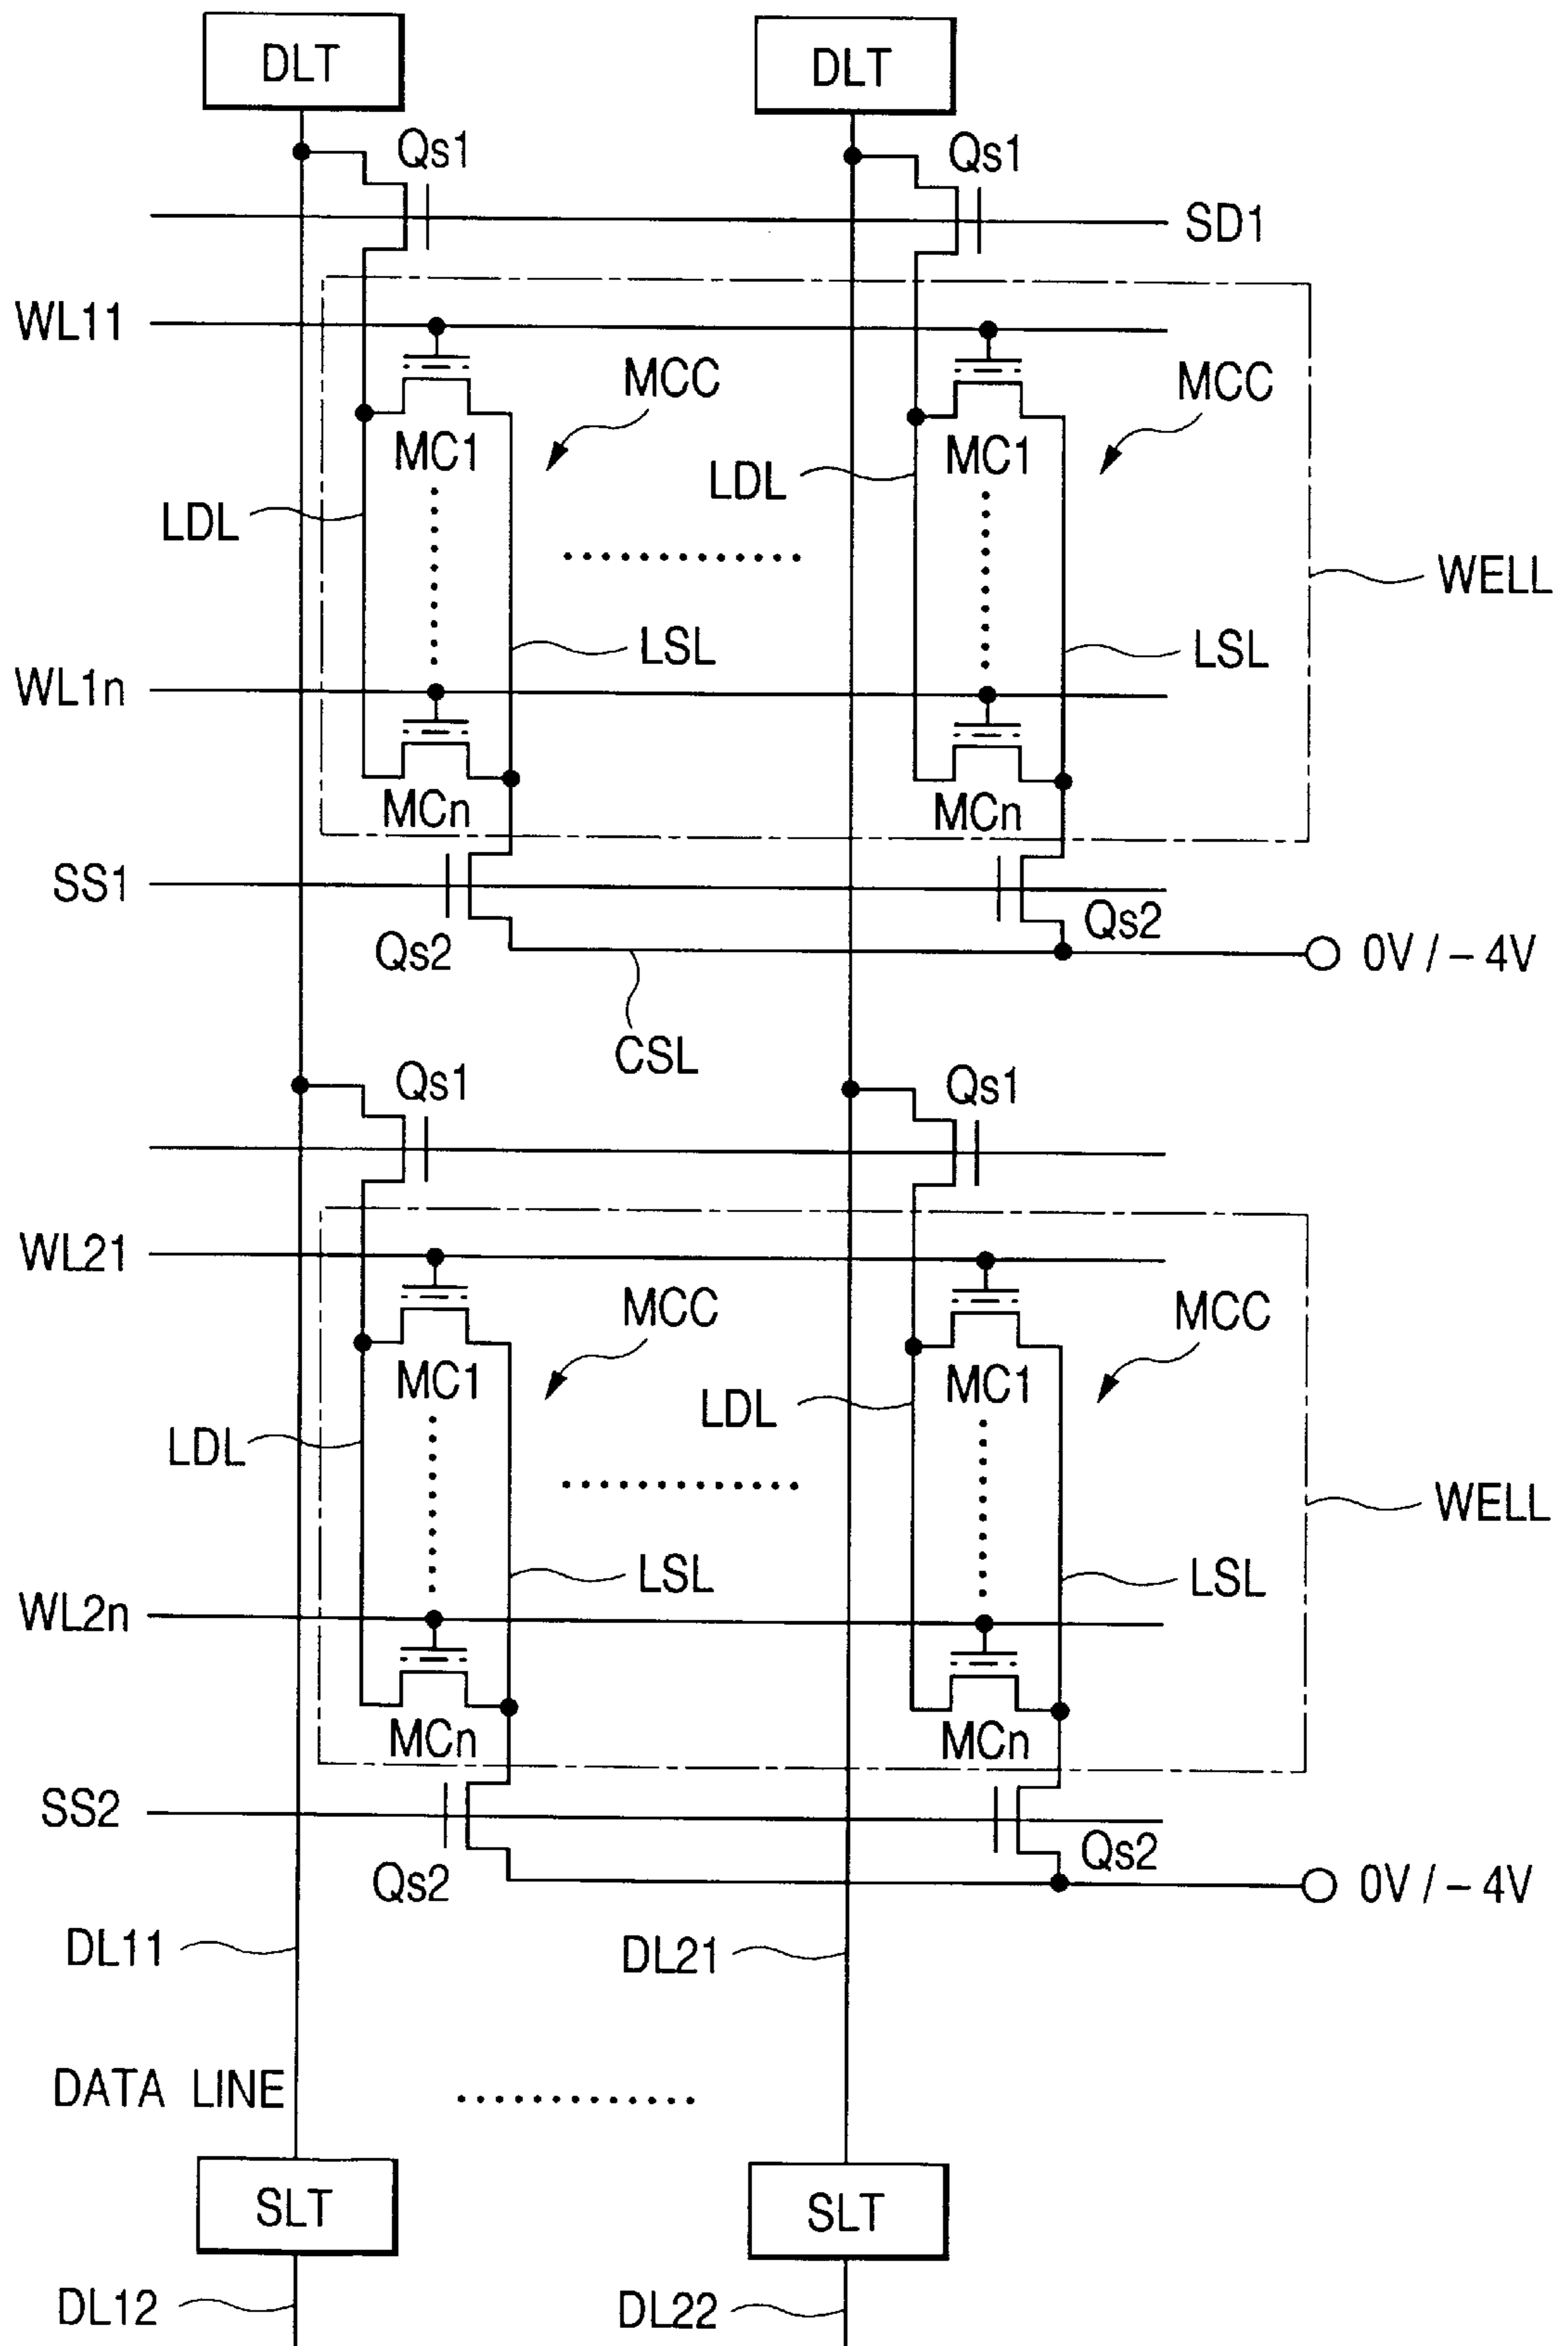 DLT DLT
Qs1 Qs1
SD1
WL11
MCC MCC
MC1 MC1
LDL LDL
WELL
LSL LSL
WL1n
MCn MCn
SS1
Qs2 Qs2
0V / – 4V
CSL
Qs1 Qs1
WL21
MCC MCC
MC1 MC1
LDL LDL
WELL
LSL LSL
WL2n
MCn MCn
SS2
Qs2 Qs2
0V / – 4V
DL11 DL21
DATA LINE
SLT SLT
DL12 DL22